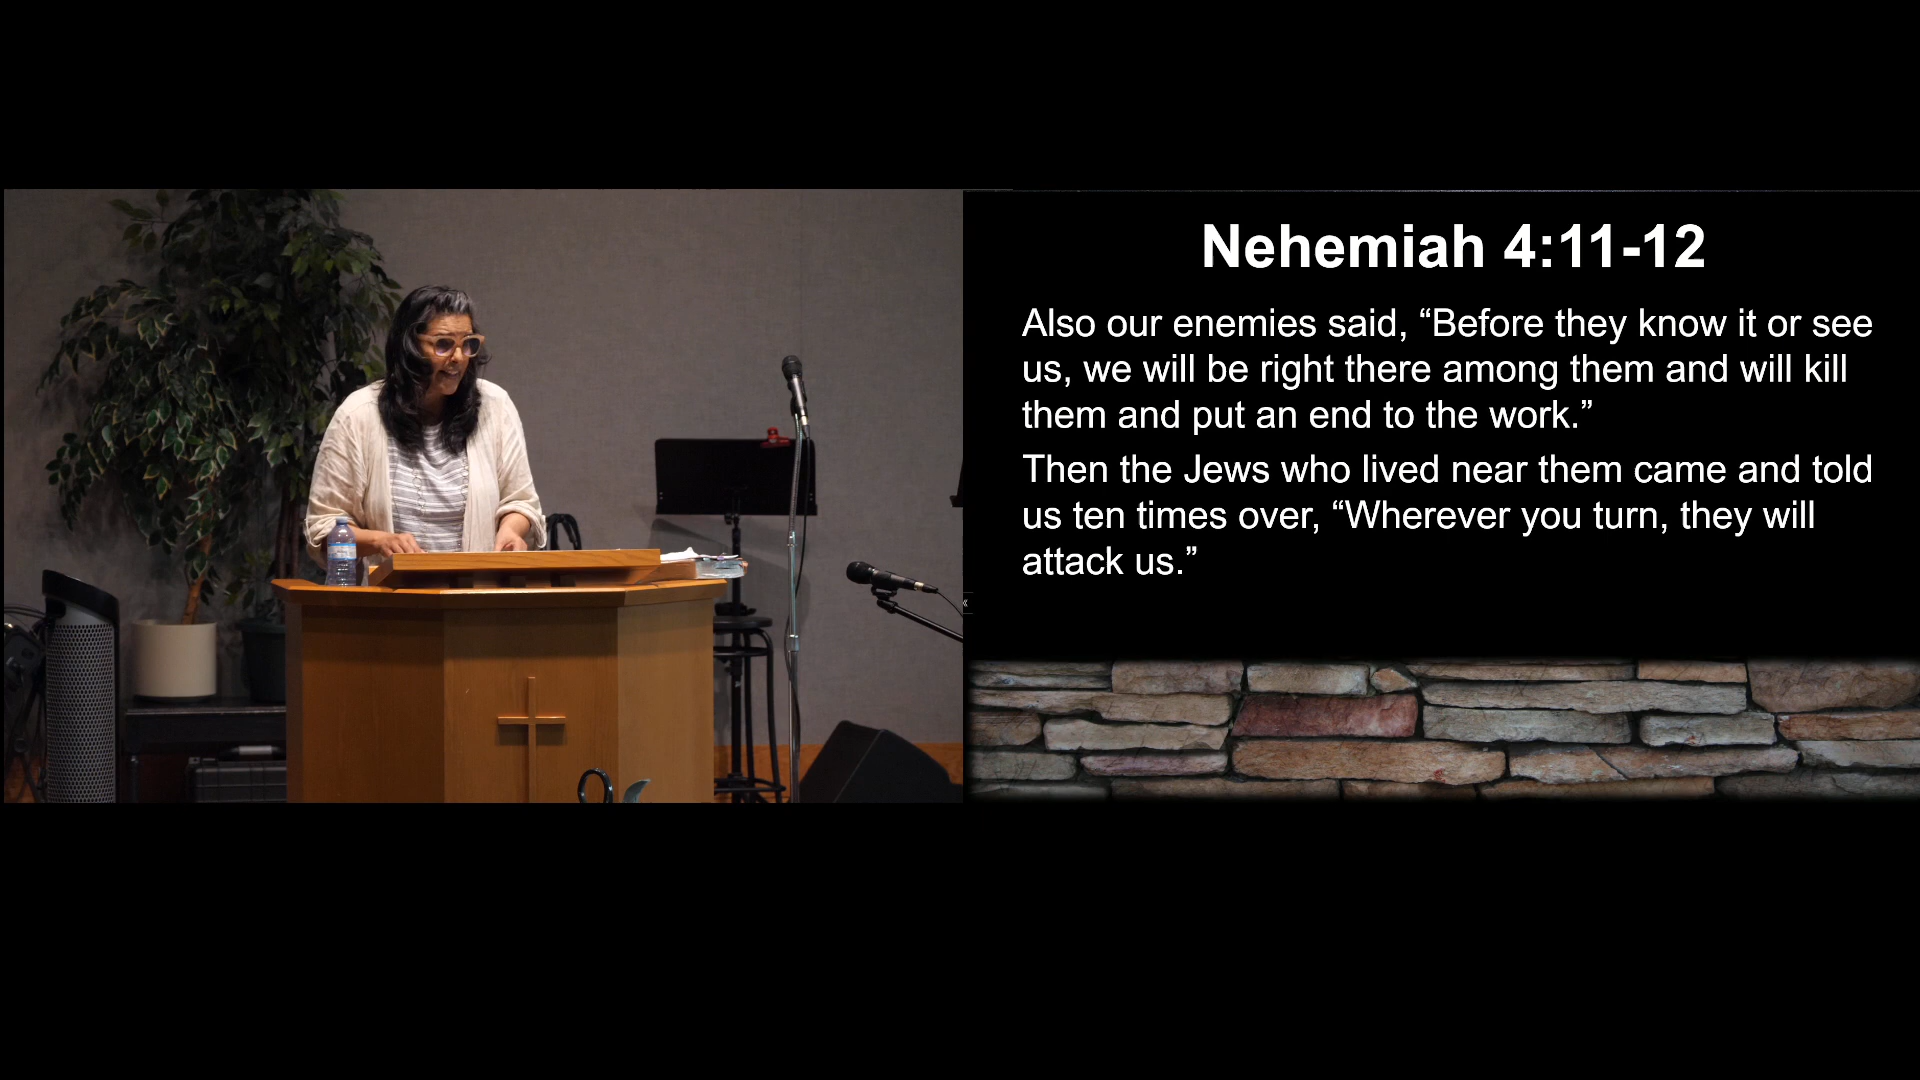 Nehemiah 4:11-12
Also our enemies said, “Before they know it or see
us, we will be right there among them and will kill
them and put an end to the work.”
Then the Jews who lived near them came and told
us ten times over, “Wherever you turn, they will
attack us.”